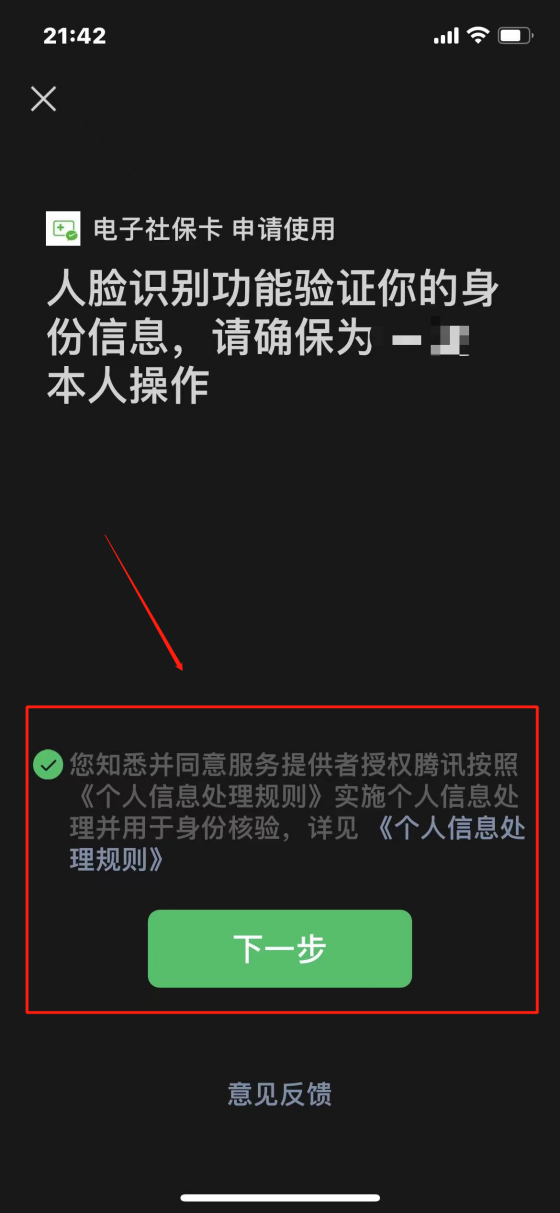 21:42
电子社保卡 申请使用
人脸识别功能验证你的身
份信息，请确保为
本人操作
您知悉并同意服务提供者授权腾讯按照
《个人信息处理规则》实施个人信息处
理并用于身份核验，详见《个人信息处
理规则》
下一步
意见反馈